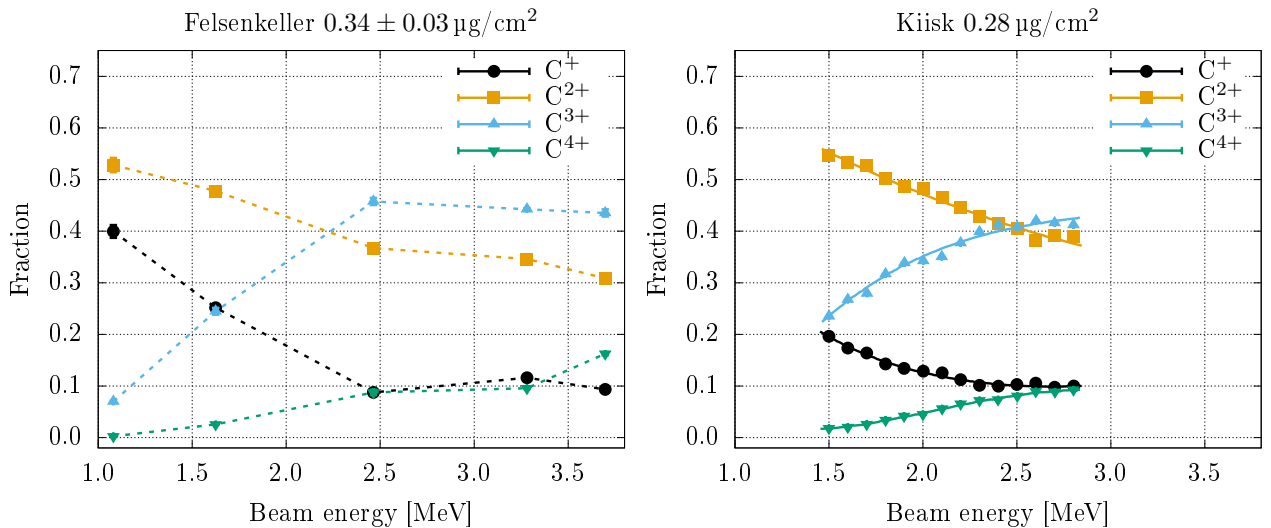 Felsenkeller 0.34 ± 0.03 µg/cm²
C⁺
C²⁺
C³⁺
C⁴⁺
0.7
0.6
0.5
0.4
0.3
0.2
0.1
0.0
Fraction
1.0 1.5 2.0 2.5 3.0 3.5
Beam energy [MeV]
Kiisk 0.28 µg/cm²
C⁺
C²⁺
C³⁺
C⁴⁺
0.7
0.6
0.5
0.4
0.3
0.2
0.1
0.0
Fraction
1.0 1.5 2.0 2.5 3.0 3.5
Beam energy [MeV]